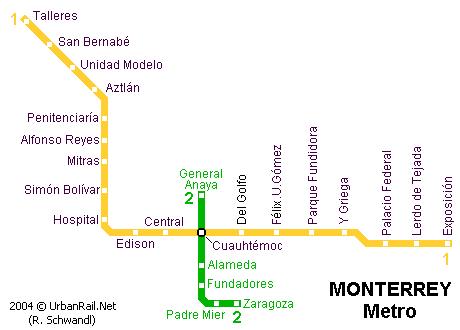 1
Talleres
San Bernabé
Unidad Modelo
Aztlán
Penitenciaría
Alfonso Reyes
Mitras
Simón Bolívar
Hospital
Edison
Central
General
Anaya
2
Cuauhtémoc
Alameda
Fundadores
Padre Mier
Zaragoza
2
Del Golfo
Félix U.Gómez
Parque Fundidora
Y Griega
Palacio Federal
Lerdo de Tejada
Exposición
1
MONTERREY
Metro
2004 © UrbanRail.Net
(R. Schwandl)